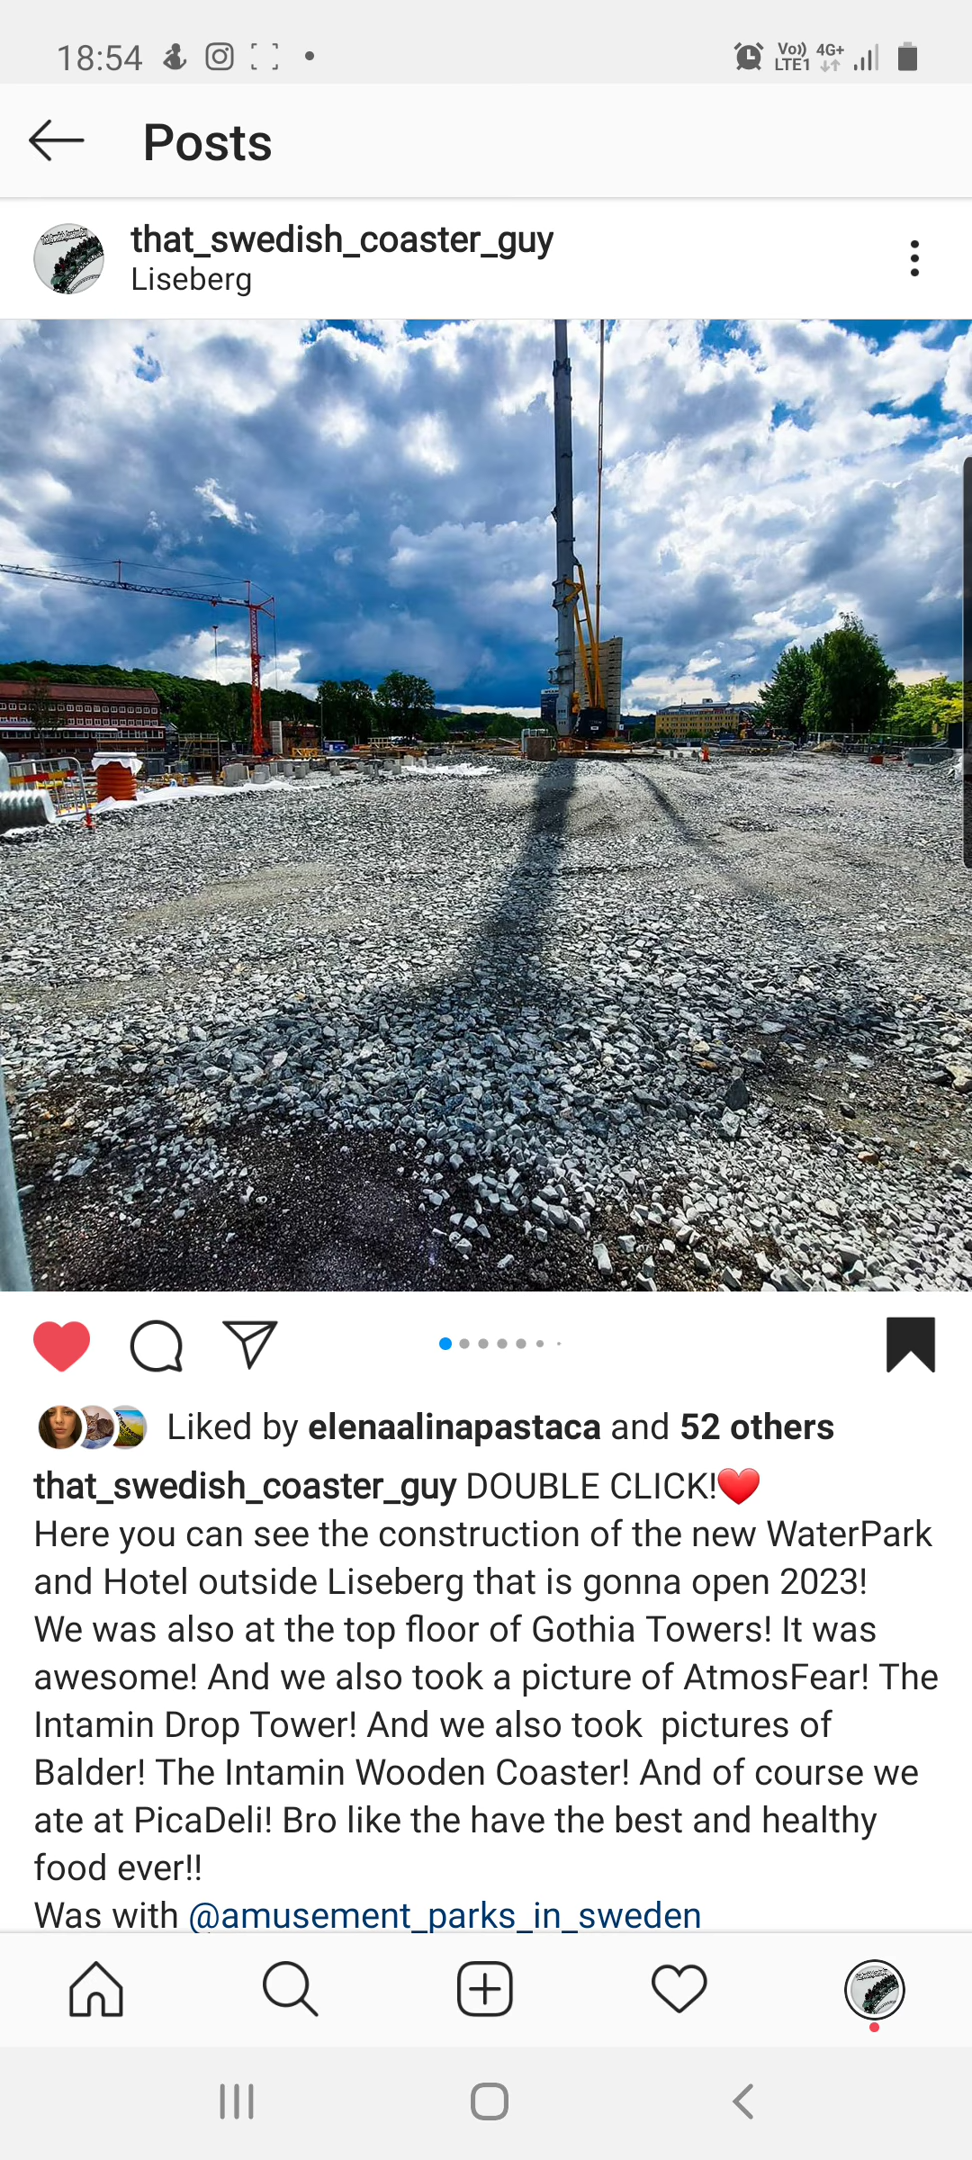 18:54
Vo)) 4G+
LTE1
Posts
that_swedish_coaster_guy
Liseberg
Liked by elenaalinapastaca and 52 others
that_swedish_coaster_guy DOUBLE CLICK!❤️
Here you can see the construction of the new WaterPark
and Hotel outside Liseberg that is gonna open 2023!
We was also at the top floor of Gothia Towers! It was
awesome! And we also took a picture of AtmosFear! The
Intamin Drop Tower! And we also took  pictures of
Balder! The Intamin Wooden Coaster! And of course we
ate at PicaDeli! Bro like the have the best and healthy
food ever!!
Was with @amusement_parks_in_sweden